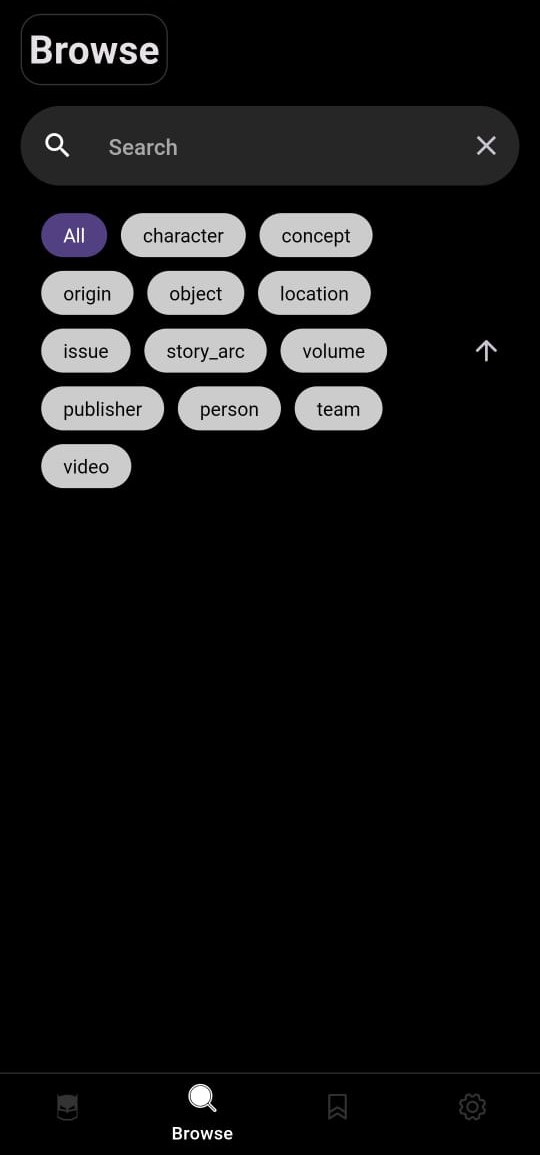 Browse
Search
All character concept
origin object location
issue story_arc volume
publisher person team
video
Browse